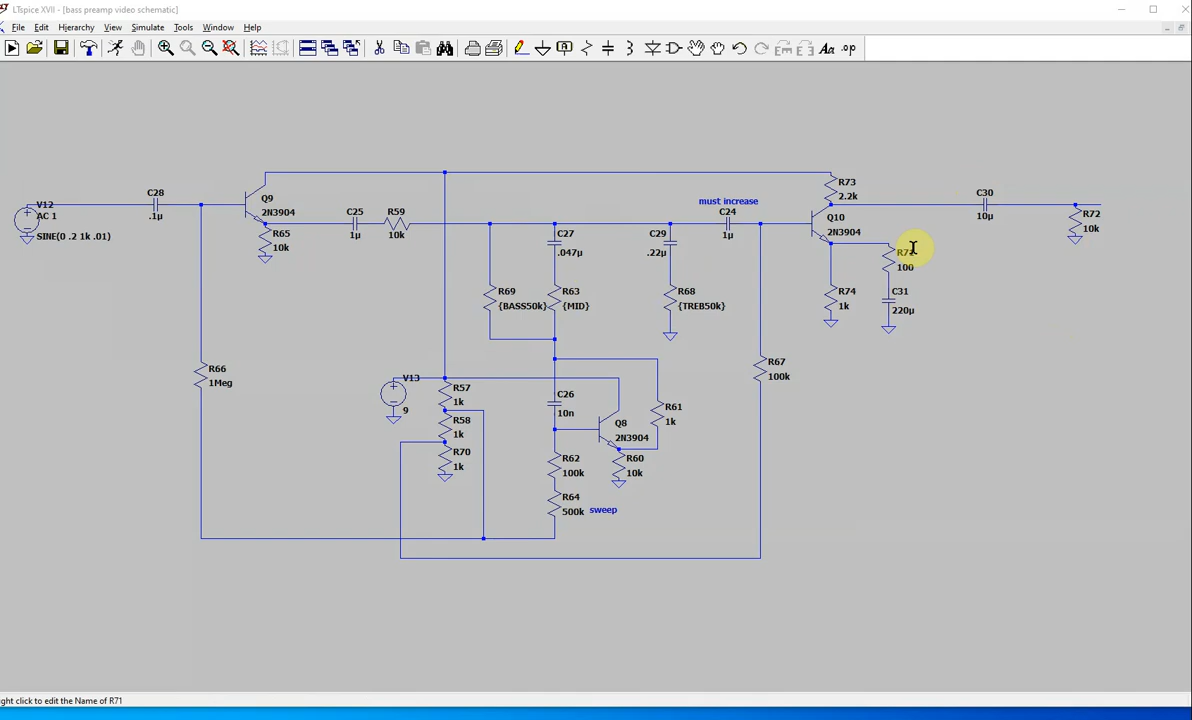 LTspice XVII - [bass preamp video schematic]
File Edit Hierarchy View Simulate Tools Window Help
Aa .op
must increase
V12
AC 1
SINE(0 .2 1k .01)
C28
.1µ
Q9
2N3904
R65
10k
C25
1µ
R59
10k
C27
.047µ
C29
.22µ
C24
1µ
R73
2.2k
Q10
2N3904
C30
10µ
R72
10k
R71
100
C31
220µ
R74
1k
R69
{BASS50k}
R63
{MID}
R68
{TREB50k}
R66
1Meg
V13
9
R57
1k
R58
1k
R70
1k
C26
10n
Q8
2N3904
R61
1k
R67
100k
R62
100k
R60
10k
R64
500k
sweep
ght click to edit the Name of R71